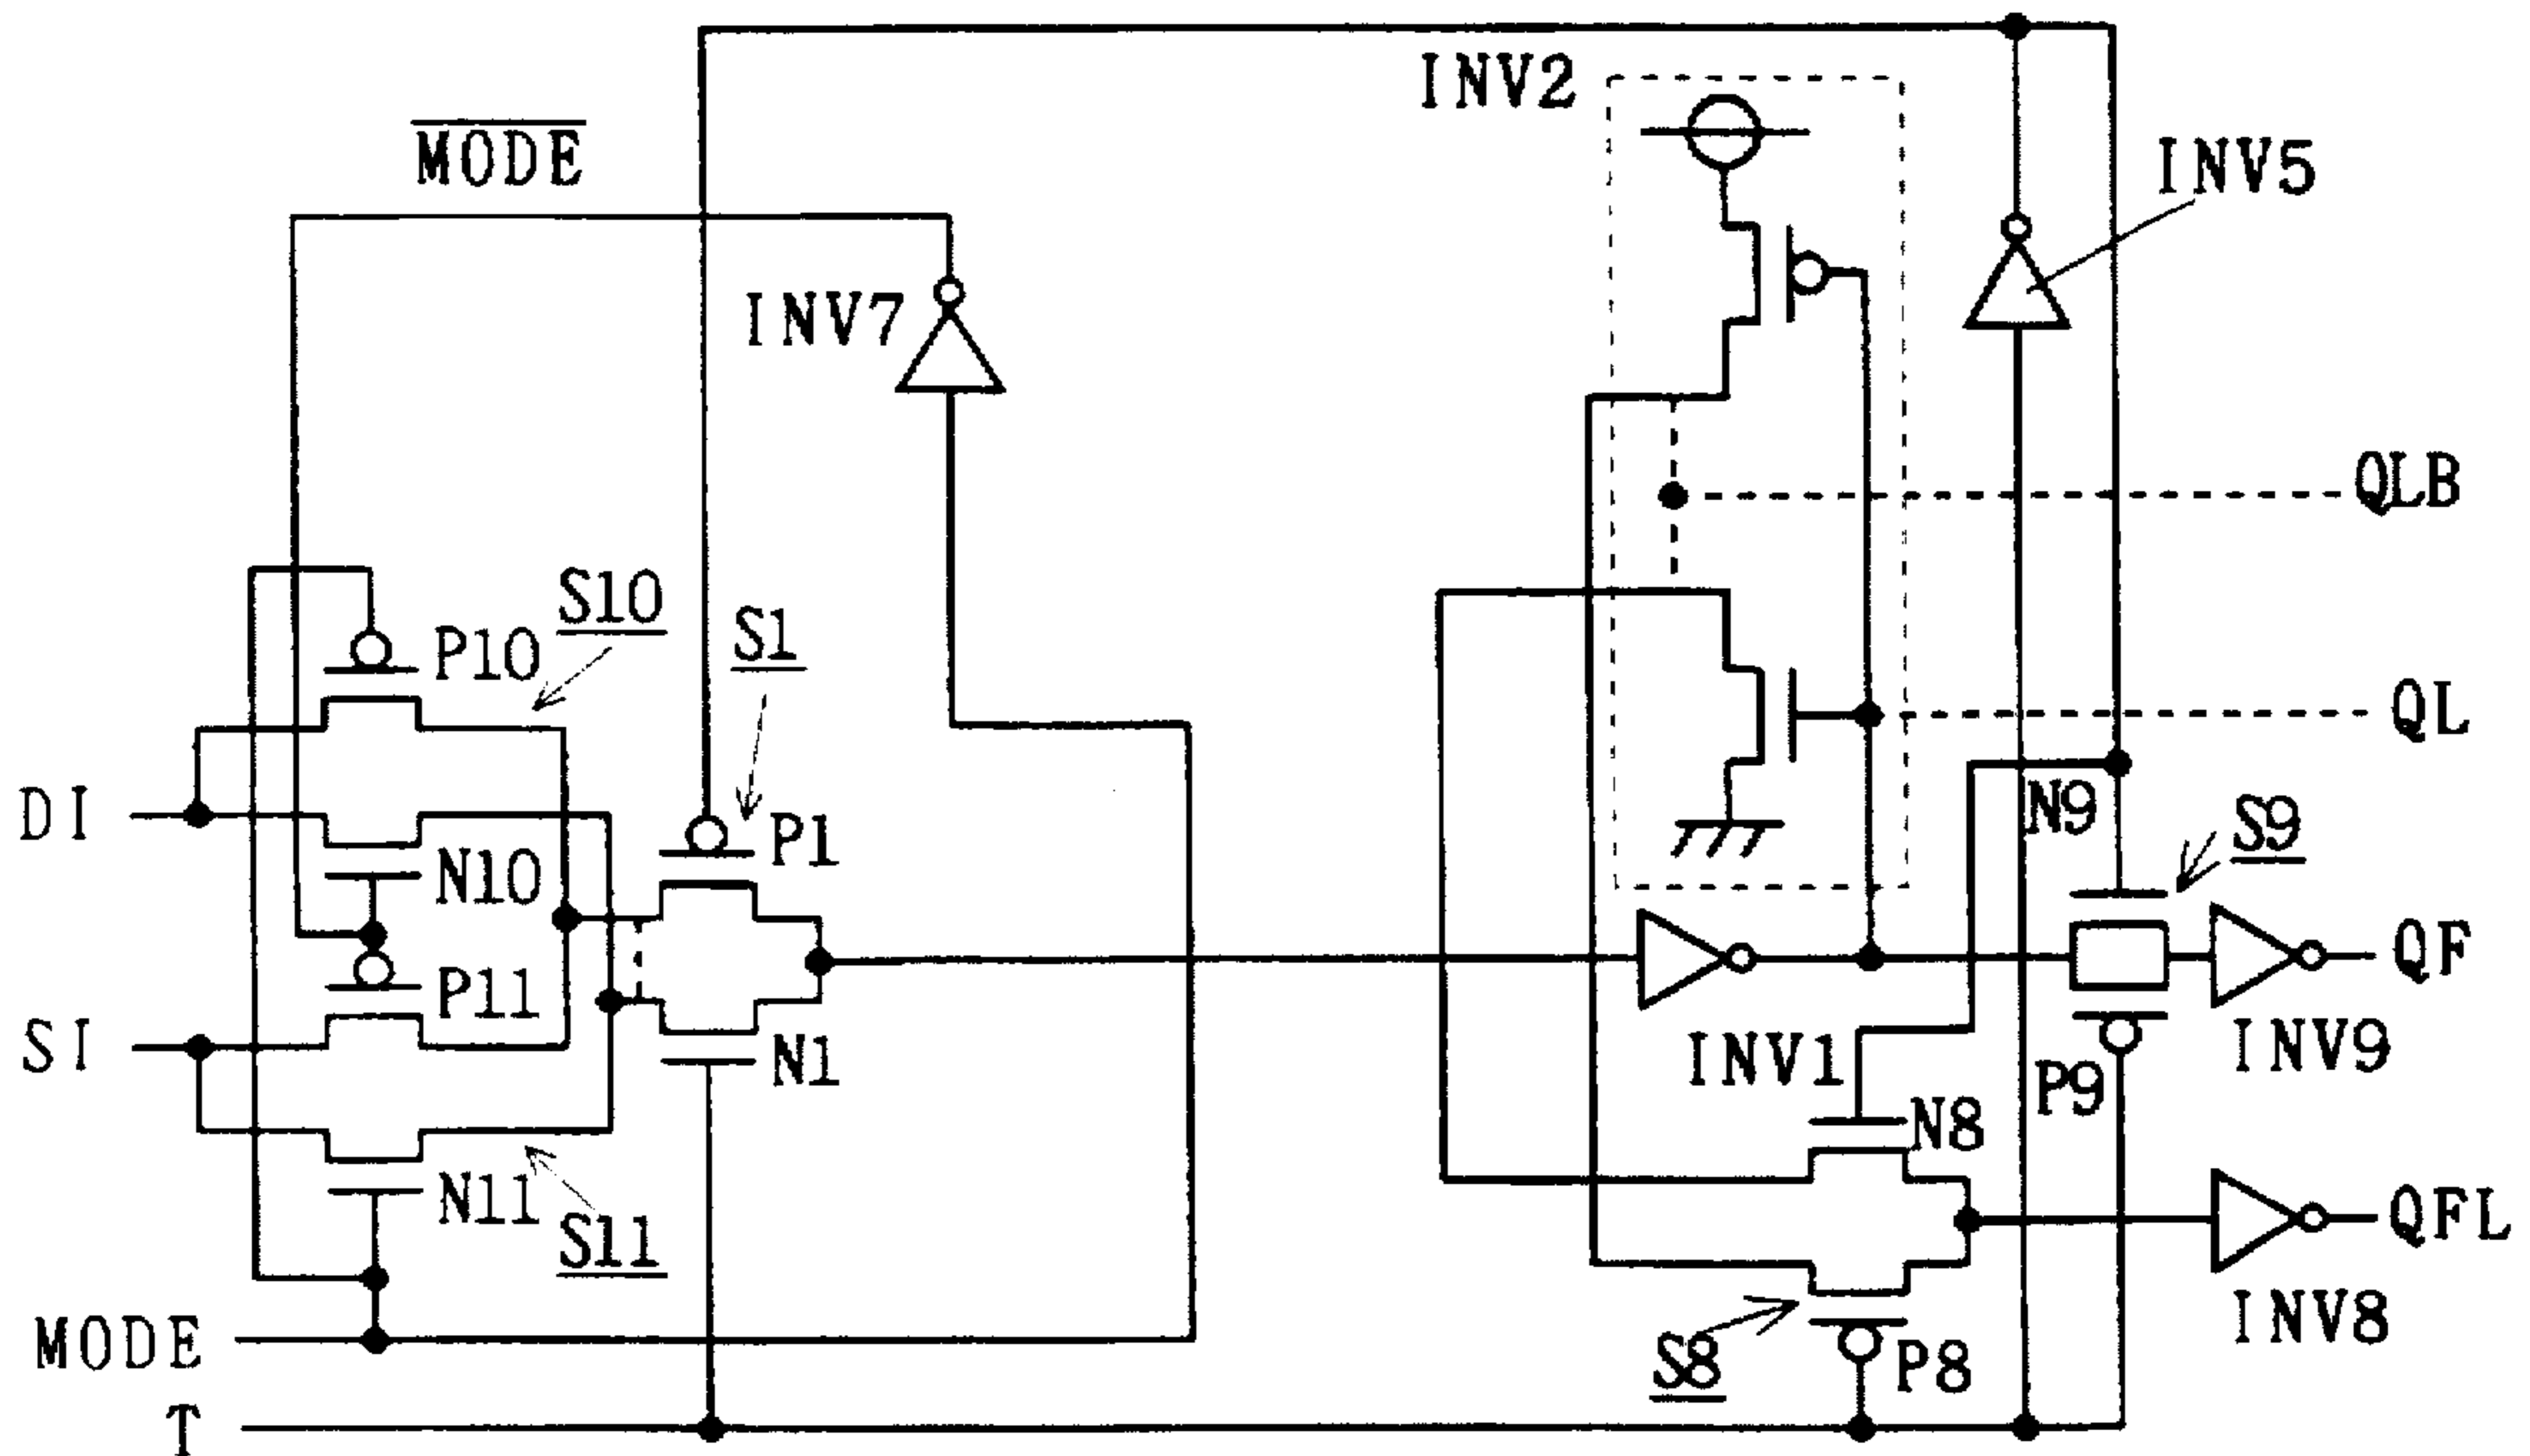 INV2
MODE
INV5
INV7
QLB
S10
P10
S1
QL
DI
P1
N9
S9
N10
QF
P11
SI
N1
INV1
INV9
P9
N8
N11
S11
QFL
INV8
MODE
S8
P8
T